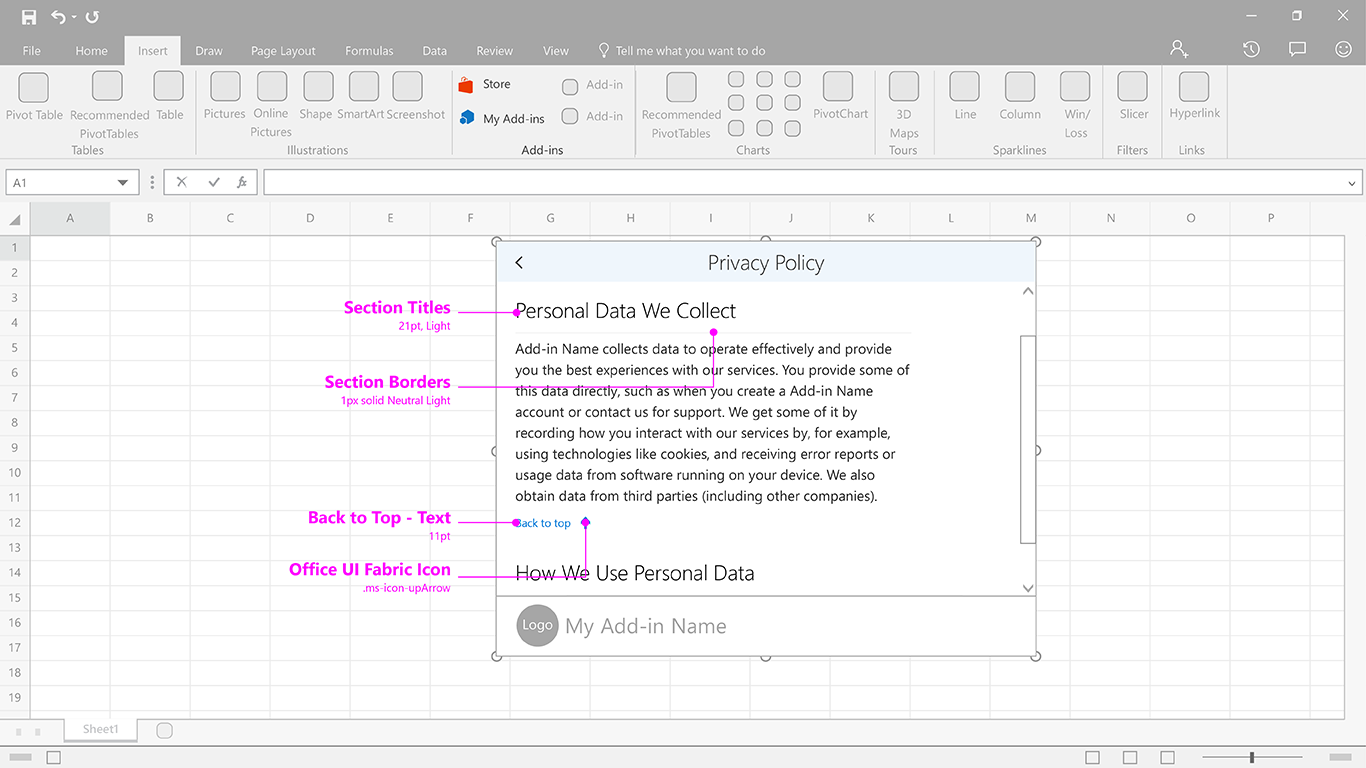 File Home Insert Draw Page Layout Formulas Data Review View Tell me what you want to do
Pivot Table
Recommended
PivotTables
Table
Tables
Pictures
Online
Pictures
Shape
SmartArt
Screenshot
Illustrations
Store
My Add-ins
Add-in
Add-in
Add-ins
Recommended
PivotTables
PivotChart
Charts
3D
Maps
Tours
Line
Column
Win/
Loss
Sparklines
Slicer
Filters
Hyperlink
Links
A1
fx
A B C D E F G H I J K L M N O P
1
2
3
4
5
6
7
8
9
10
11
12
13
14
15
16
17
18
19
Privacy Policy
Section Titles
21pt, Light
Personal Data We Collect
Section Borders
1px solid Neutral Light
Add-in Name collects data to operate effectively and provide
you the best experiences with our services. You provide some of
this data directly, such as when you create a Add-in Name
account or contact us for support. We get some of it by
recording how you interact with our services by, for example,
using technologies like cookies, and receiving error reports or
usage data from software running on your device. We also
obtain data from third parties (including other companies).
Back to Top - Text
11pt
Back to top
Office UI Fabric Icon
.ms-icon-upArrow
How We Use Personal Data
Logo
My Add-in Name
Sheet1